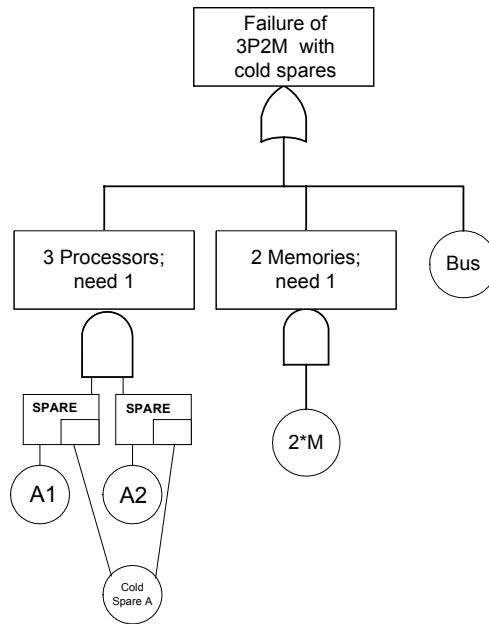 Failure of
3P2M with
cold spares
3 Processors;
need 1
2 Memories;
need 1
Bus
SPARE
SPARE
A1
A2
2*M
Cold
Spare A